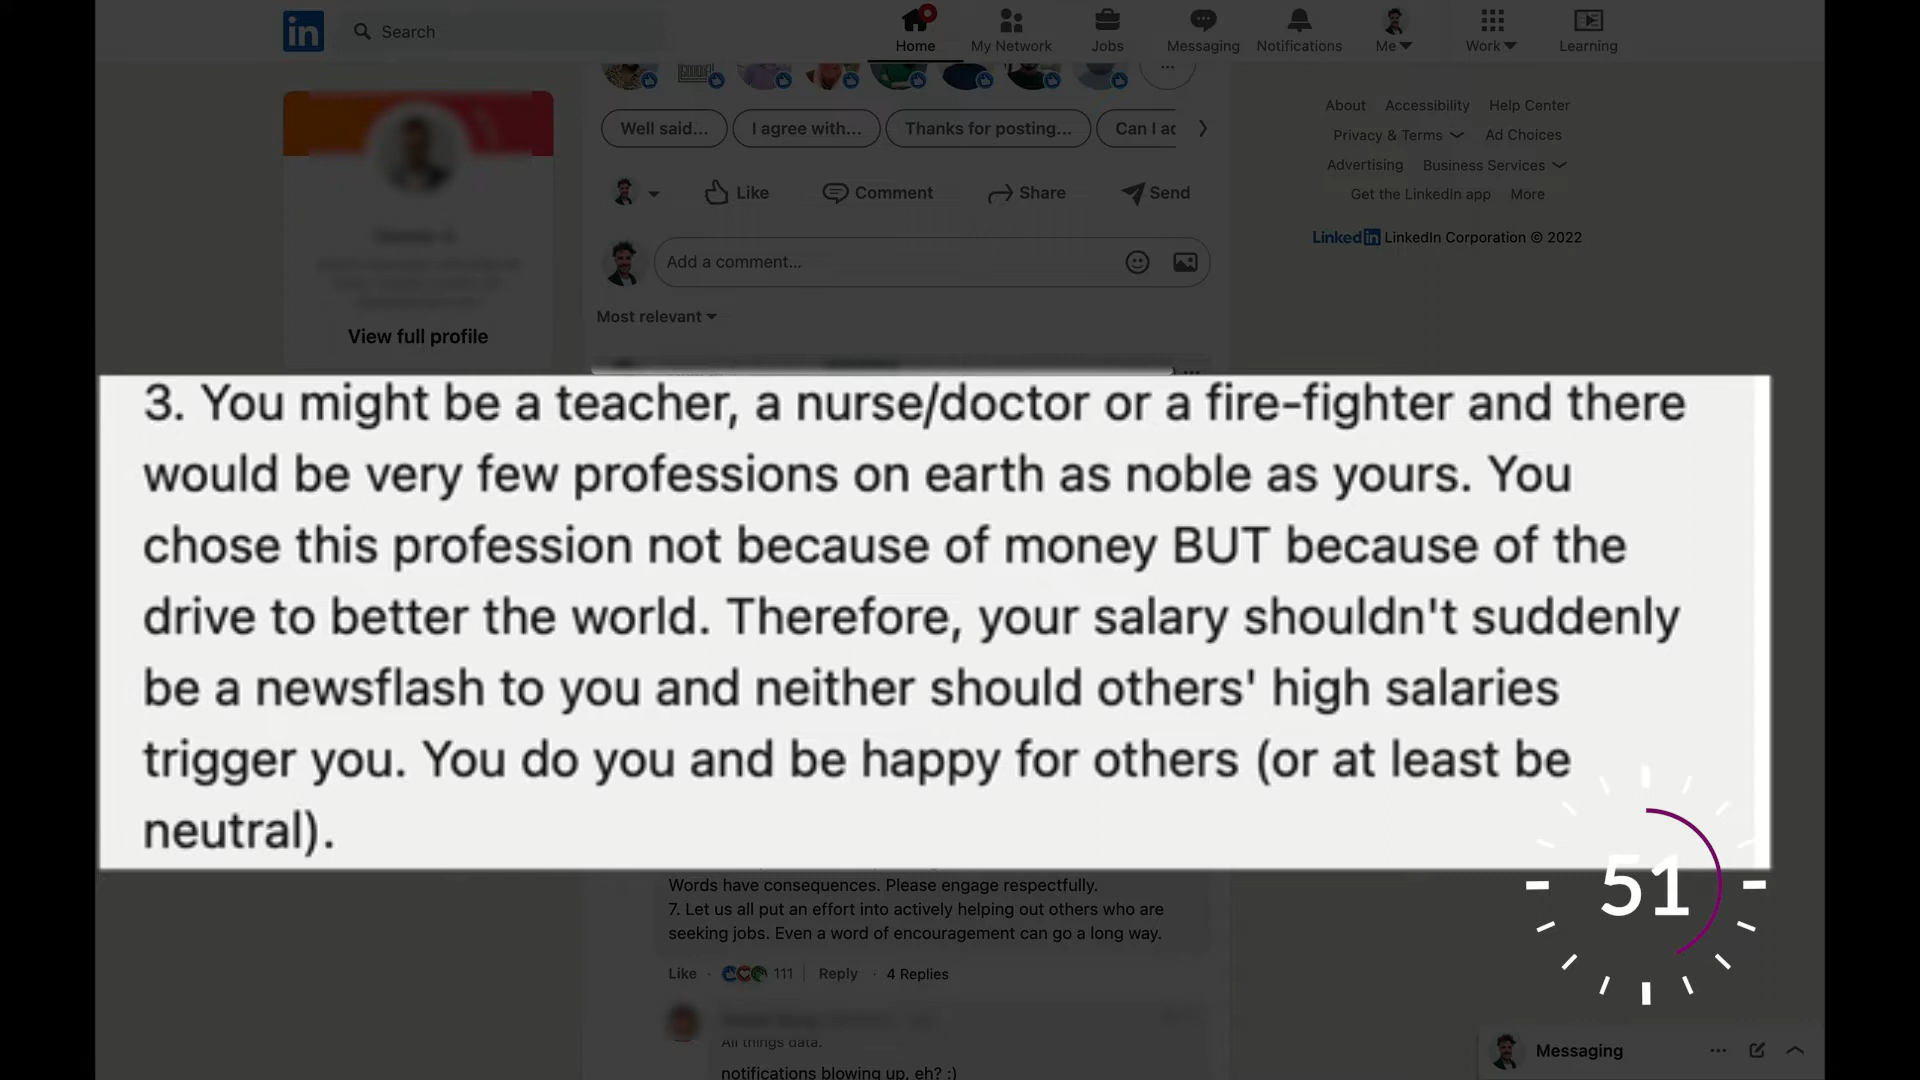 in
Search
Home
My Network
Jobs
Messaging
Notifications
Me
Work
Learning
Well said...
I agree with...
Thanks for posting...
Can I ac
Like
Comment
Share
Send
Add a comment...
Most relevant
View full profile
About Accessibility Help Center
Privacy & Terms Ad Choices
Advertising Business Services
Get the LinkedIn app More
LinkedIn LinkedIn Corporation © 2022
3. You might be a teacher, a nurse/doctor or a fire-fighter and there
would be very few professions on earth as noble as yours. You
chose this profession not because of money BUT because of the
drive to better the world. Therefore, your salary shouldn't suddenly
be a newsflash to you and neither should others' high salaries
trigger you. You do you and be happy for others (or at least be
neutral).
51
Words have consequences. Please engage respectfully.
7. Let us all put an effort into actively helping out others who are
seeking jobs. Even a word of encouragement can go a long way.
Like · 111 | Reply · 4 Replies
All things data.
notifications blowing up, eh? :)
Messaging